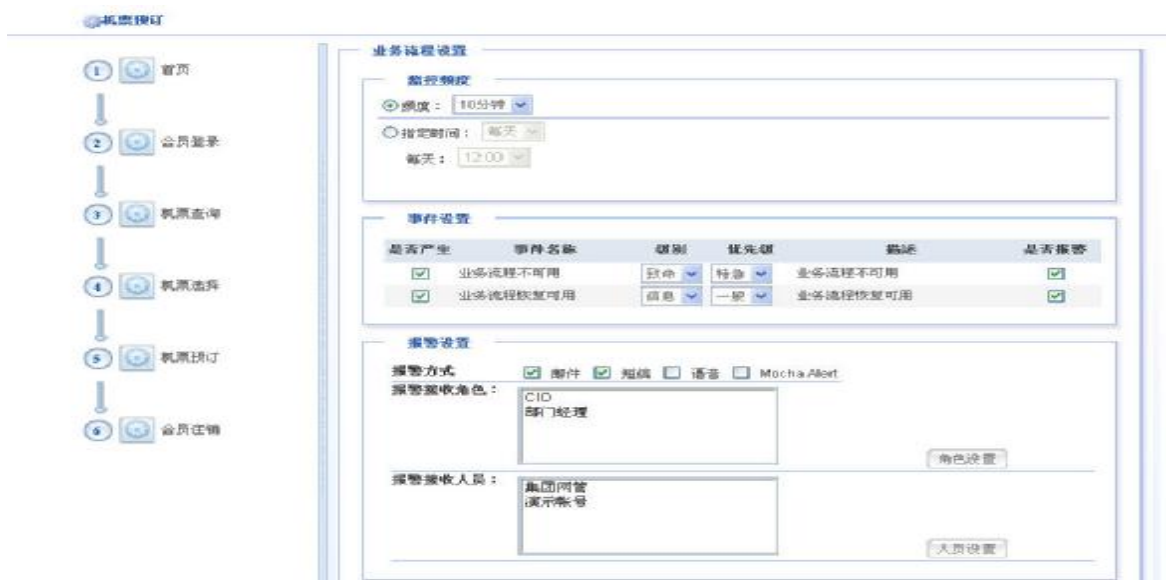 机票预订
1 首页
2 会员登录
3 机票查询
4 机票选择
5 机票预订
6 会员注销
业务流程设置
监控频度
频度： 10分钟
指定时间： 每天
每天： 12:00
事件设置
是否产生 事件名称 级别 优先级 描述 是否报警
业务流程不可用 致命 特急 业务流程不可用
业务流程恢复可用 信息 一般 业务流程恢复可用
报警设置
报警方式 邮件 短信 语音 Mocha Alert
报警接收角色：
CIO
部门经理
角色设置
报警接收人员：
集团网管
演示帐号
人员设置